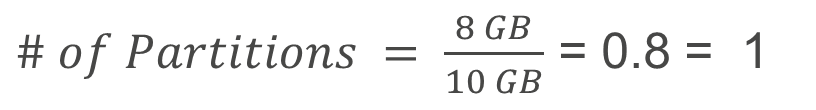 # of Partitions = 8 GB / 10 GB = 0.8 = 1